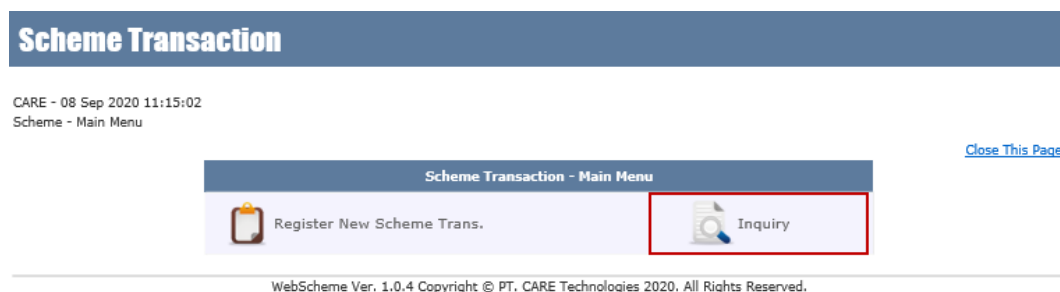 Scheme Transaction
CARE - 08 Sep 2020 11:15:02
Scheme - Main Menu
Close This Page
Scheme Transaction - Main Menu
Register New Scheme Trans.
Inquiry
WebScheme Ver. 1.0.4 Copyright © PT. CARE Technologies 2020. All Rights Reserved.